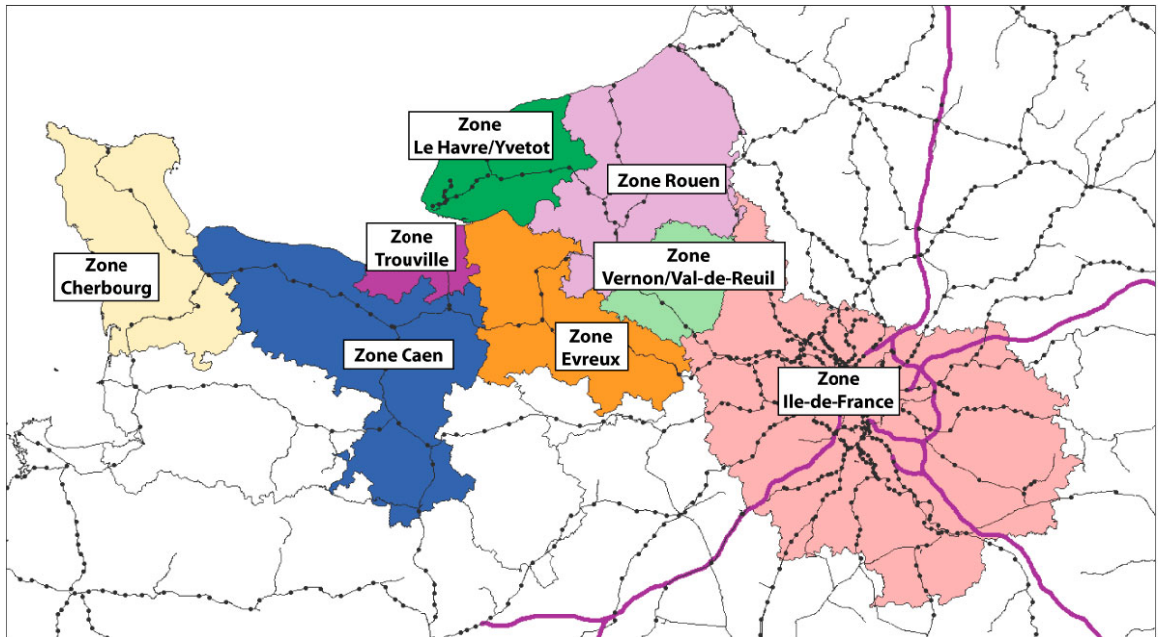 Zone
Le Havre/Yvetot
Zone Rouen
Zone
Trouville
Zone
Cherbourg
Zone
Vernon/Val-de-Reuil
Zone Caen
Zone
Evreux
Zone
Ile-de-France